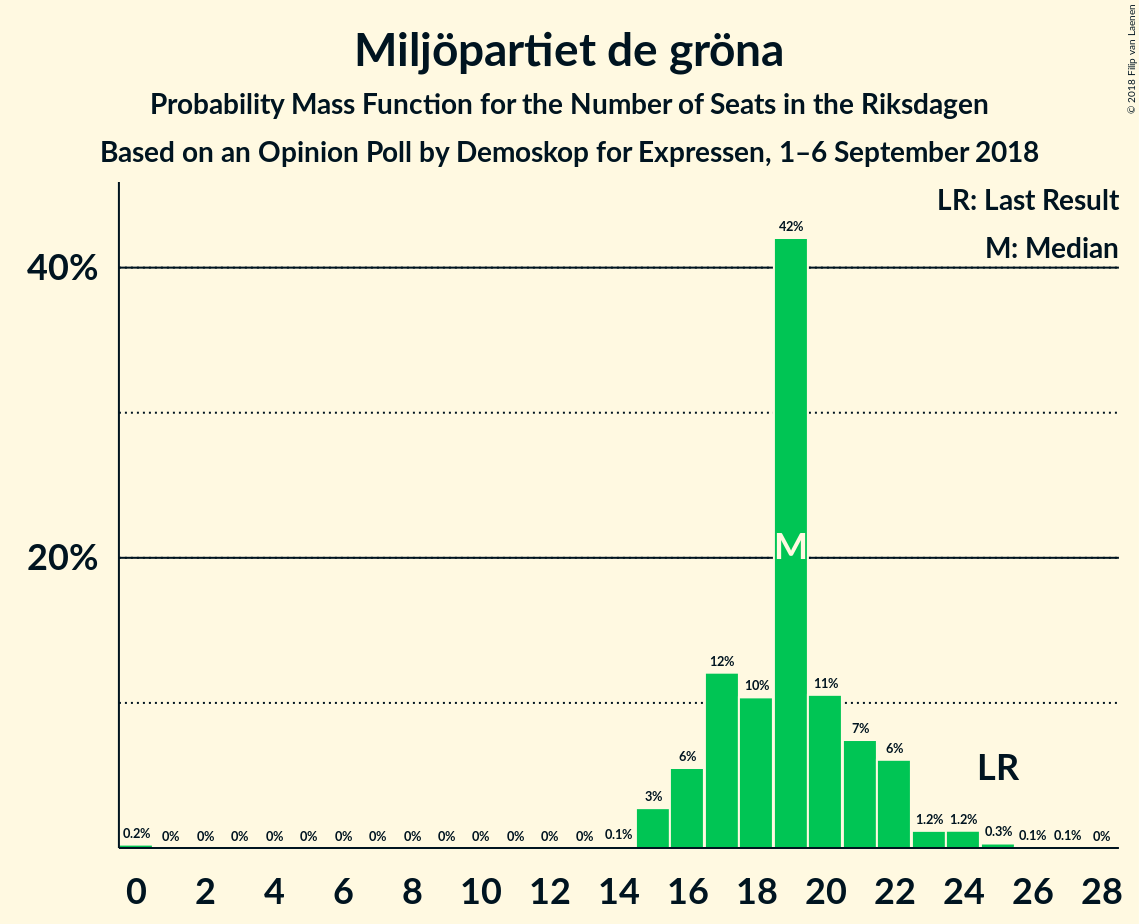 Miljöpartiet de gröna
Probability Mass Function for the Number of Seats in the Riksdagen
Based on an Opinion Poll by Demoskop for Expressen, 1–6 September 2018
© 2018 Filip van Laenen
LR: Last Result
M: Median
40%
20%
42%
M
12%
10%
11%
7%
6%
6%
3%
LR
0.2% 0% 0% 0% 0% 0% 0% 0% 0% 0% 0% 0% 0% 0% 0.1% 1.2% 1.2% 0.3% 0.1% 0.1% 0%
0 2 4 6 8 10 12 14 16 18 20 22 24 26 28